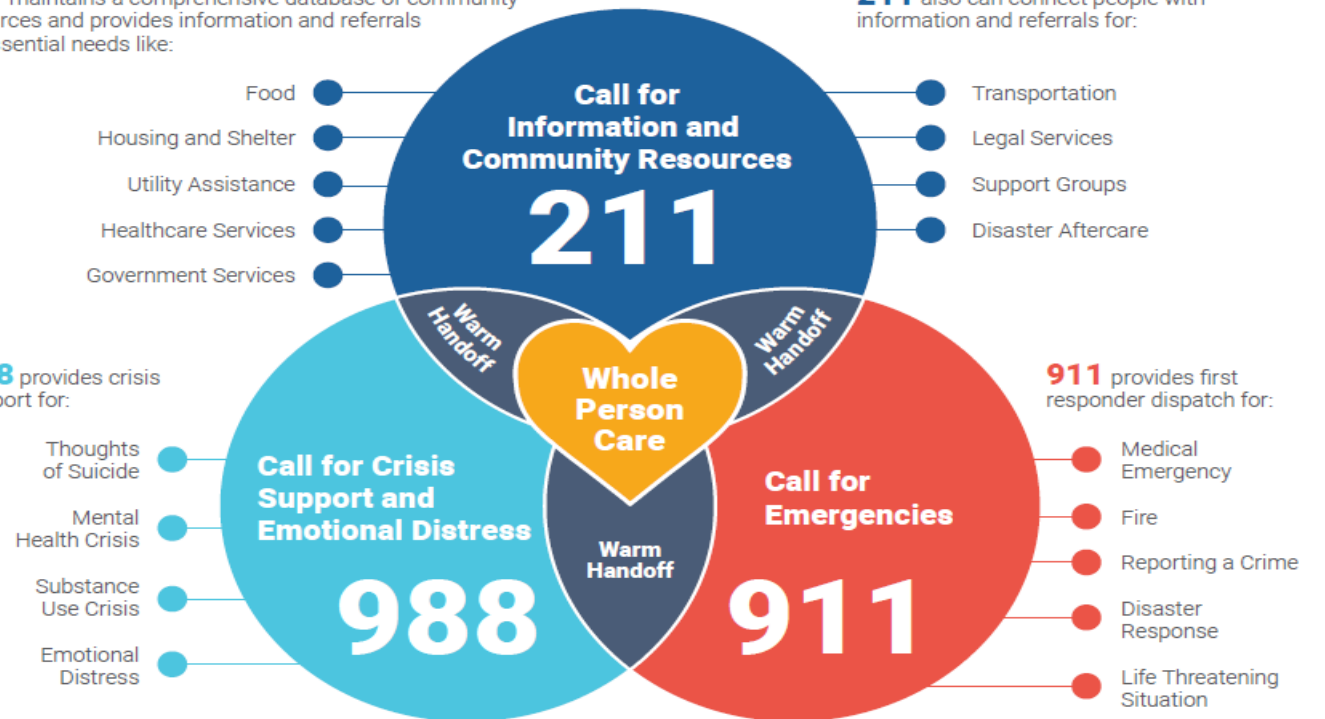 maintains a comprehensive database of community
rces and provides information and referrals
ssential needs like:
Food
Housing and Shelter
Utility Assistance
Healthcare Services
Government Services
211 also can connect people with
information and referrals for:
Transportation
Legal Services
Support Groups
Disaster Aftercare
Call for
Information and
Community Resources
211
Warm
Handoff
Warm
Handoff
Whole
Person
Care
8 provides crisis
port for:
Thoughts
of Suicide
Mental
Health Crisis
Substance
Use Crisis
Emotional
Distress
Call for Crisis
Support and
Emotional Distress
988
Warm
Handoff
Call for
Emergencies
911
911 provides first
responder dispatch for:
Medical
Emergency
Fire
Reporting a Crime
Disaster
Response
Life Threatening
Situation